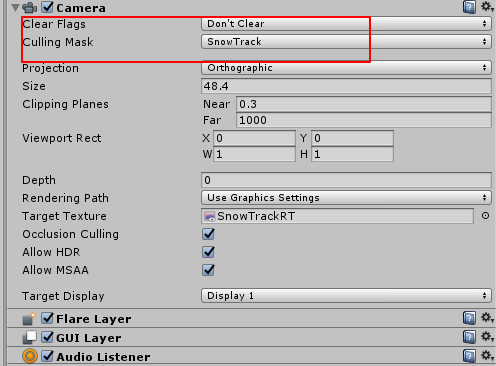 Camera
Clear Flags Don't Clear
Culling Mask SnowTrack
Projection Orthographic
Size 48.4
Clipping Planes Near 0.3
Far 1000
Viewport Rect X 0 Y 0
W 1 H 1
Depth 0
Rendering Path Use Graphics Settings
Target Texture SnowTrackRT
Occlusion Culling
Allow HDR
Allow MSAA
Target Display Display 1
Flare Layer
GUI Layer
Audio Listener